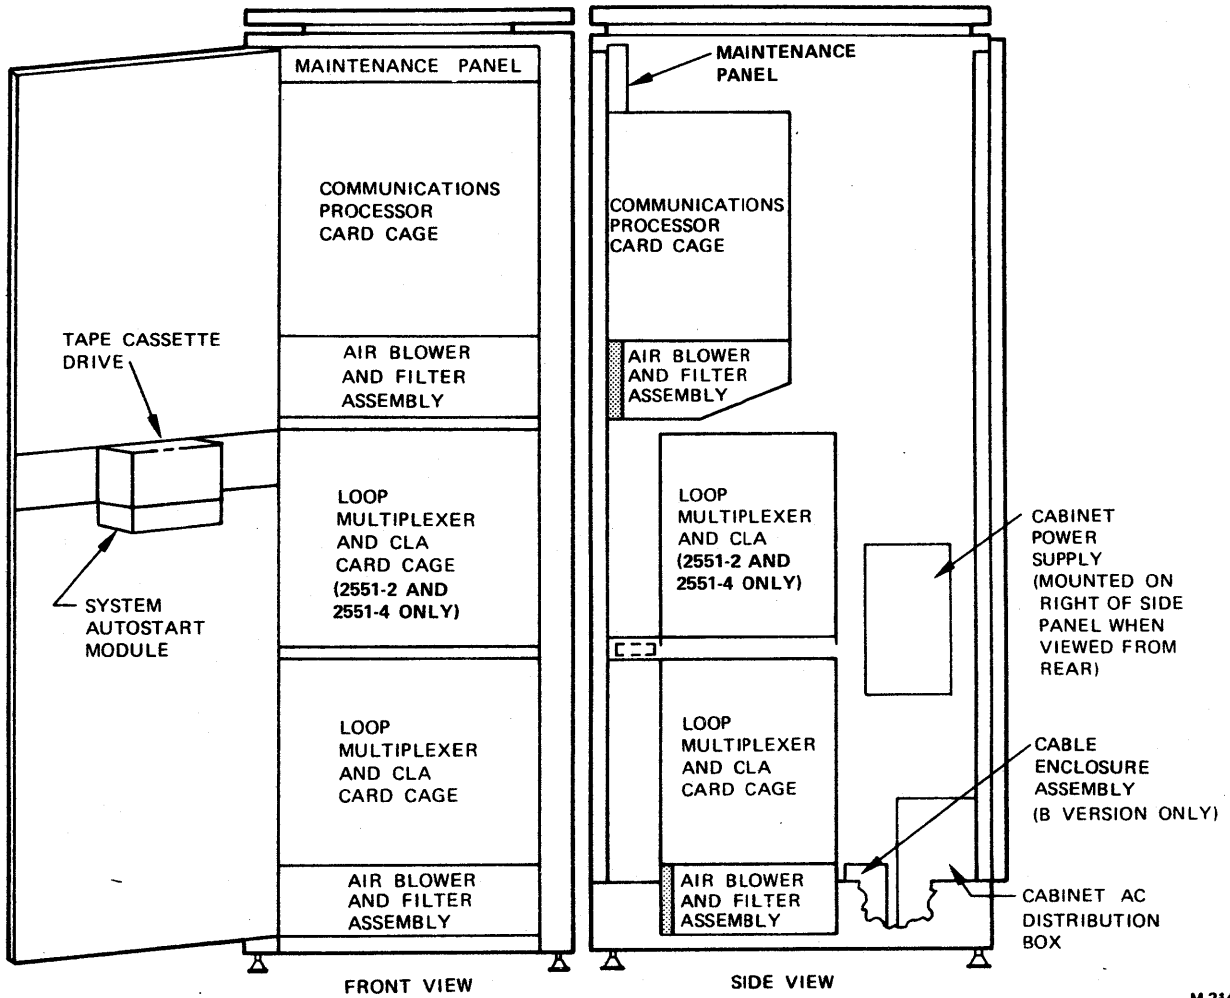 MAINTENANCE PANEL
COMMUNICATIONS
PROCESSOR
CARD CAGE
TAPE CASSETTE
DRIVE
AIR BLOWER
AND FILTER
ASSEMBLY
LOOP
MULTIPLEXER
AND CLA
CARD CAGE
(2551-2 AND
2551-4 ONLY)
SYSTEM
AUTOSTART
MODULE
LOOP
MULTIPLEXER
AND CLA
CARD CAGE
AIR BLOWER
AND FILTER
ASSEMBLY
FRONT VIEW
MAINTENANCE
PANEL
COMMUNICATIONS
PROCESSOR
CARD CAGE
AIR BLOWER
AND FILTER
ASSEMBLY
LOOP
MULTIPLEXER
AND CLA
(2551-2 AND
2551-4 ONLY)
CABINET
POWER
SUPPLY
(MOUNTED ON
RIGHT OF SIDE
PANEL WHEN
VIEWED FROM
REAR)
LOOP
MULTIPLEXER
AND CLA
CARD CAGE
CABLE
ENCLOSURE
ASSEMBLY
(B VERSION ONLY)
AIR BLOWER
AND FILTER
ASSEMBLY
CABINET AC
DISTRIBUTION
BOX
SIDE VIEW